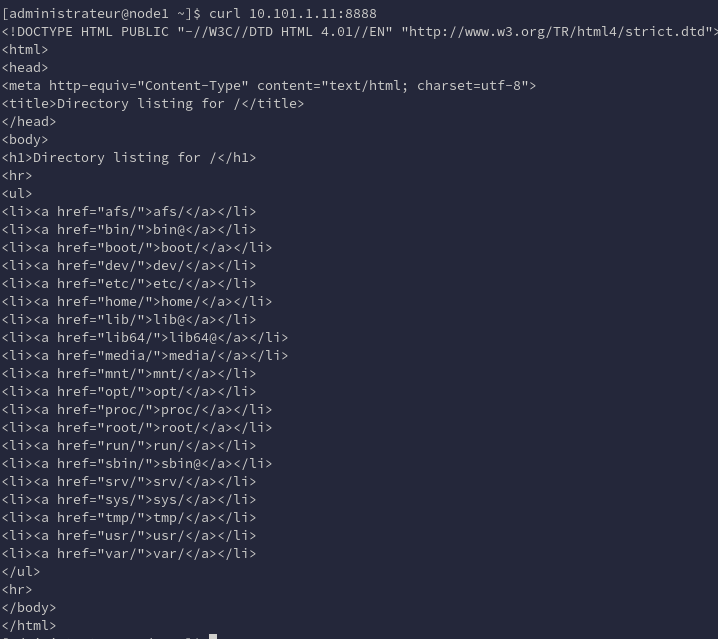 [administrateur@node1 ~]$ curl 10.101.1.11:8888
<!DOCTYPE HTML PUBLIC "-//W3C//DTD HTML 4.01//EN" "http://www.w3.org/TR/html4/strict.dtd">
<html>
<head>
<meta http-equiv="Content-Type" content="text/html; charset=utf-8">
<title>Directory listing for /</title>
</head>
<body>
<h1>Directory listing for /</h1>
<hr>
<ul>
<li><a href="afs/">afs/</a></li>
<li><a href="bin/">bin@</a></li>
<li><a href="boot/">boot/</a></li>
<li><a href="dev/">dev/</a></li>
<li><a href="etc/">etc/</a></li>
<li><a href="home/">home/</a></li>
<li><a href="lib/">lib@</a></li>
<li><a href="lib64/">lib64@</a></li>
<li><a href="media/">media/</a></li>
<li><a href="mnt/">mnt/</a></li>
<li><a href="opt/">opt/</a></li>
<li><a href="proc/">proc/</a></li>
<li><a href="root/">root/</a></li>
<li><a href="run/">run/</a></li>
<li><a href="sbin/">sbin@</a></li>
<li><a href="srv/">srv/</a></li>
<li><a href="sys/">sys/</a></li>
<li><a href="tmp/">tmp/</a></li>
<li><a href="usr/">usr/</a></li>
<li><a href="var/">var/</a></li>
</ul>
<hr>
</body>
</html>